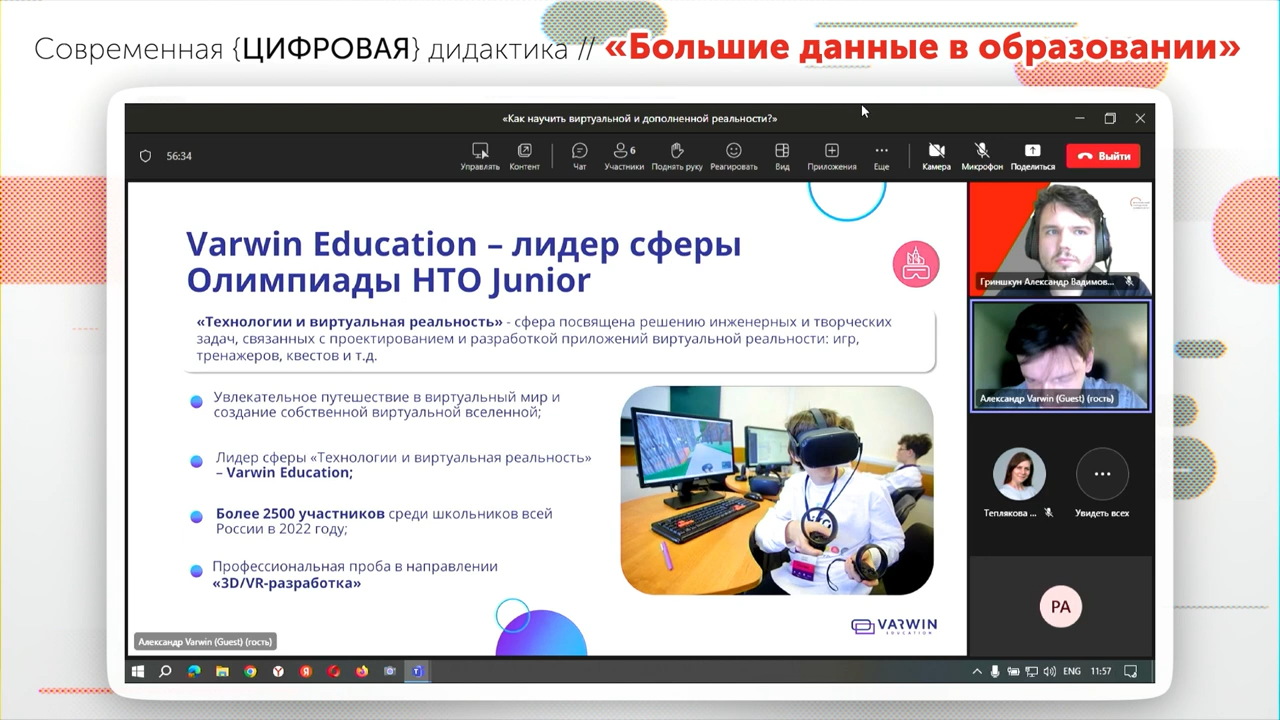 Современная {ЦИФРОВАЯ} дидактика // «Большие данные в образовании»
«Как научить виртуальной и дополненной реальности?»
56:34
Управлять
Контент
Чат
6
Участники
Поднять руку
Реагировать
Вид
Приложения
Еще
Камера
Микрофон
Поделиться
Выйти
Varwin Education – лидер сферы
Олимпиады НТО Junior
«Технологии и виртуальная реальность» - сфера посвящена решению инженерных и творческих
задач, связанных с проектированием и разработкой приложений виртуальной реальности: игр,
тренажеров, квестов и т.д.
Увлекательное путешествие в виртуальный мир и
создание собственной виртуальной вселенной;
Лидер сферы «Технологии и виртуальная реальность»
– Varwin Education;
Более 2500 участников среди школьников всей
России в 2022 году;
Профессиональная проба в направлении
«3D/VR-разработка»
VARWIN
EDUCATION
Александр Varwin (Guest) (гость)
Гриншкун Александр Вадимов...
Александр Varwin (Guest) (гость)
Теплякова ...
Увидеть всех
РА
ENG
11:57